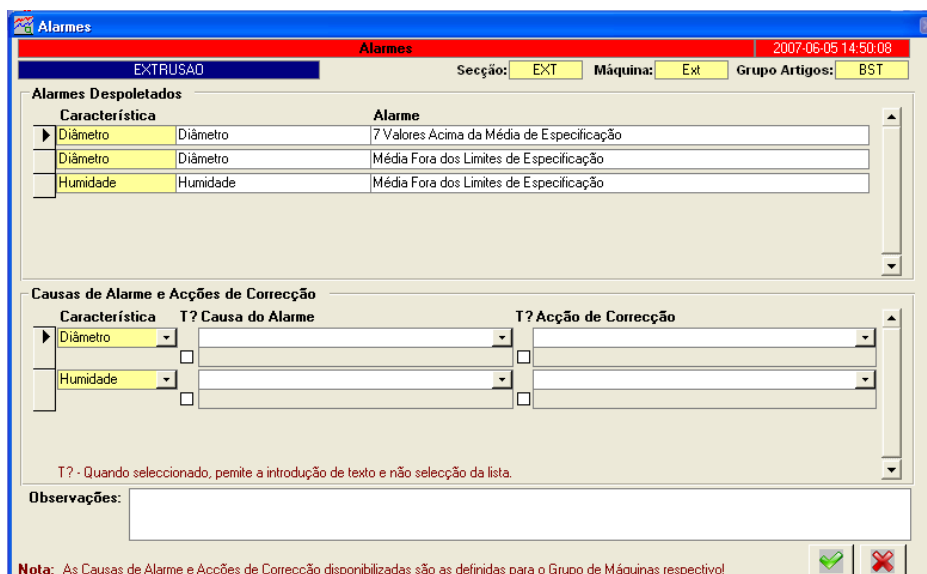 Alarmes
Alarmes 2007-06-05 14:50:08
EXTRUSAO Secção: EXT Máquina: Ext Grupo Artigos: BST
Alarmes Despoletados
Característica Alarme
Diâmetro Diâmetro 7 Valores Acima da Média de Especificação
Diâmetro Diâmetro Média Fora dos Limites de Especificação
Humidade Humidade Média Fora dos Limites de Especificação
Causas de Alarme e Acções de Correcção
Característica T? Causa do Alarme T? Acção de Correcção
Diâmetro
Humidade
T? - Quando seleccionado, pemite a introdução de texto e não selecção da lista.
Observações:
Nota: As Causas de Alarme e Acções de Correcção disponibilizadas são as definidas para o Grupo de Máquinas respectivo!